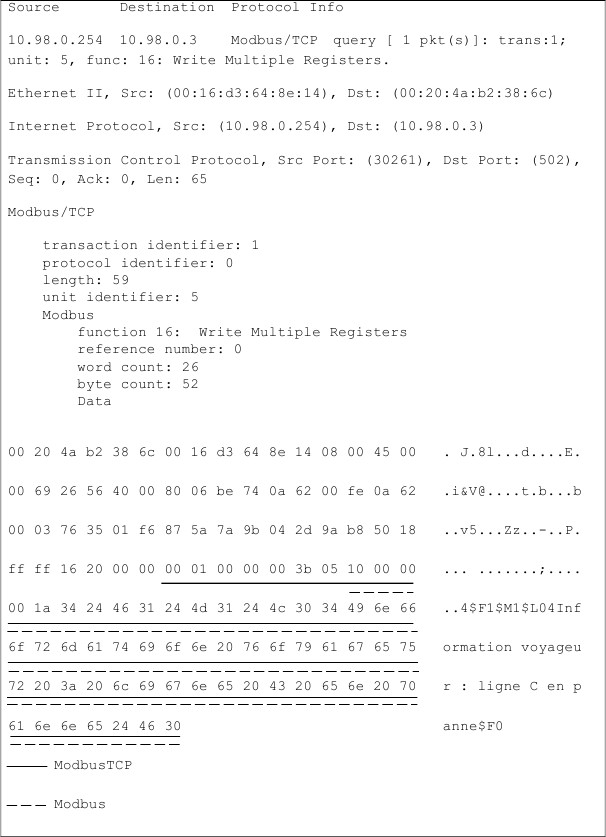 Source Destination Protocol Info
10.98.0.254 10.98.0.3 Modbus/TCP query [ 1 pkt(s)]: trans:1;
unit: 5, func: 16: Write Multiple Registers.
Ethernet II, Src: (00:16:d3:64:8e:14), Dst: (00:20:4a:b2:38:6c)
Internet Protocol, Src: (10.98.0.254), Dst: (10.98.0.3)
Transmission Control Protocol, Src Port: (30261), Dst Port: (502),
Seq: 0, Ack: 0, Len: 65
Modbus/TCP
transaction identifier: 1
protocol identifier: 0
length: 59
unit identifier: 5
Modbus
function 16: Write Multiple Registers
reference number: 0
word count: 26
byte count: 52
Data
00 20 4a b2 38 6c 00 16 d3 64 8e 14 08 00 45 00 . J.8l...d....E.
00 69 26 56 40 00 80 06 be 74 0a 62 00 fe 0a 62 .i&V@....t.b...b
00 03 76 35 01 f6 87 5a 7a 9b 04 2d 9a b8 50 18 ..v5...Zz..-..P.
ff ff 16 20 00 00 00 01 00 00 00 3b 05 10 00 00 ... .......;....
00 1a 34 24 46 31 24 4d 31 24 4c 30 34 49 6e 66 ..4$F1$M1$L04Inf
6f 72 6d 61 74 69 6f 6e 20 76 6f 79 61 67 65 75 ormation voyageu
72 20 3a 20 6c 69 67 6e 65 20 43 20 65 6e 20 70 r : ligne C en p
61 6e 6e 65 24 46 30 anne$F0
ModbusTCP
Modbus